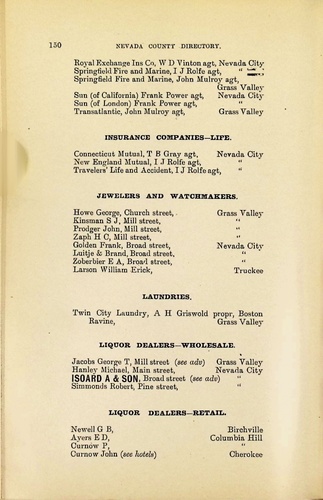 150 NEVADA COUNTY DIRECTORY.
Royal Exchange Ins Co, W D Vinton agt, Nevada City
Springfield Fire and Marine, I J Rolfe agt, "
Springfield Fire and Marine, John Mulroy agt,
Grass Valley
Sun (of California) Frank Power agt, Nevada City
Sun (of London) Frank Power agt, "
Transatlantic, John Mulroy agt, Grass Valley
INSURANCE COMPANIES—LIFE.
Connecticut Mutual, T B Gray agt, Nevada City
New England Mutual, I J Rolfe agt, "
Travelers' Life and Accident, I J Rolfe agt, "
JEWELERS AND WATCHMAKERS.
Howe George, Church street, Grass Valley
Kinsman S J, Mill street, "
Prodger John, Mill street, "
Zaph H C, Mill street, "
Golden Frank, Broad street, Nevada City
Luitje & Brand, Broad street, "
Zoberbier E A, Broad street, "
Larson William Erick, Truckee
LAUNDRIES.
Twin City Laundry, A H Griswold propr, Boston
Ravine, Grass Valley
LIQUOR DEALERS—WHOLESALE.
Jacobs George T, Mill street (see adv) Grass Valley
Hanley Michael, Main street, Nevada City
ISOARD A & SON, Broad street (see adv) "
Simmonds Robert, Pine street, "
LIQUOR DEALERS—RETAIL.
Newell G B, Birchville
Ayers E D, Columbia Hill
Curnow P, "
Curnow John (see hotels) Cherokee